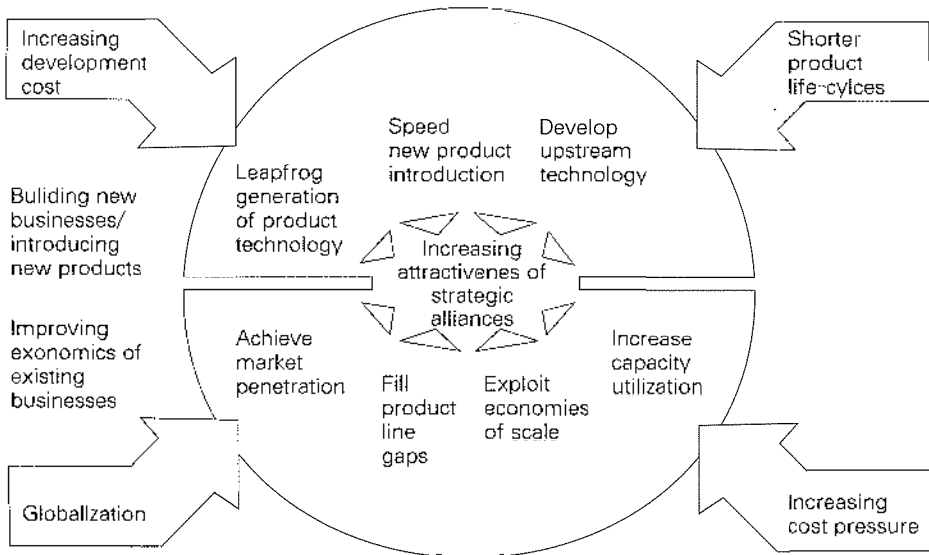 Increasing
development
cost
Shorter
product
life-cylces
Speed
new product
introduction
Develop
upstream
technology
Leapfrog
generation
of product
technology
Buliding new
businesses/
introducing
new products
Increasing
attractivenes of
strategic
alliances
Improving
exonomics of
existing
businesses
Achieve
market
penetration
Fill
product
line
gaps
Exploit
economies
of scale
Increase
capacity
utilization
Globalization
Increasing
cost pressure